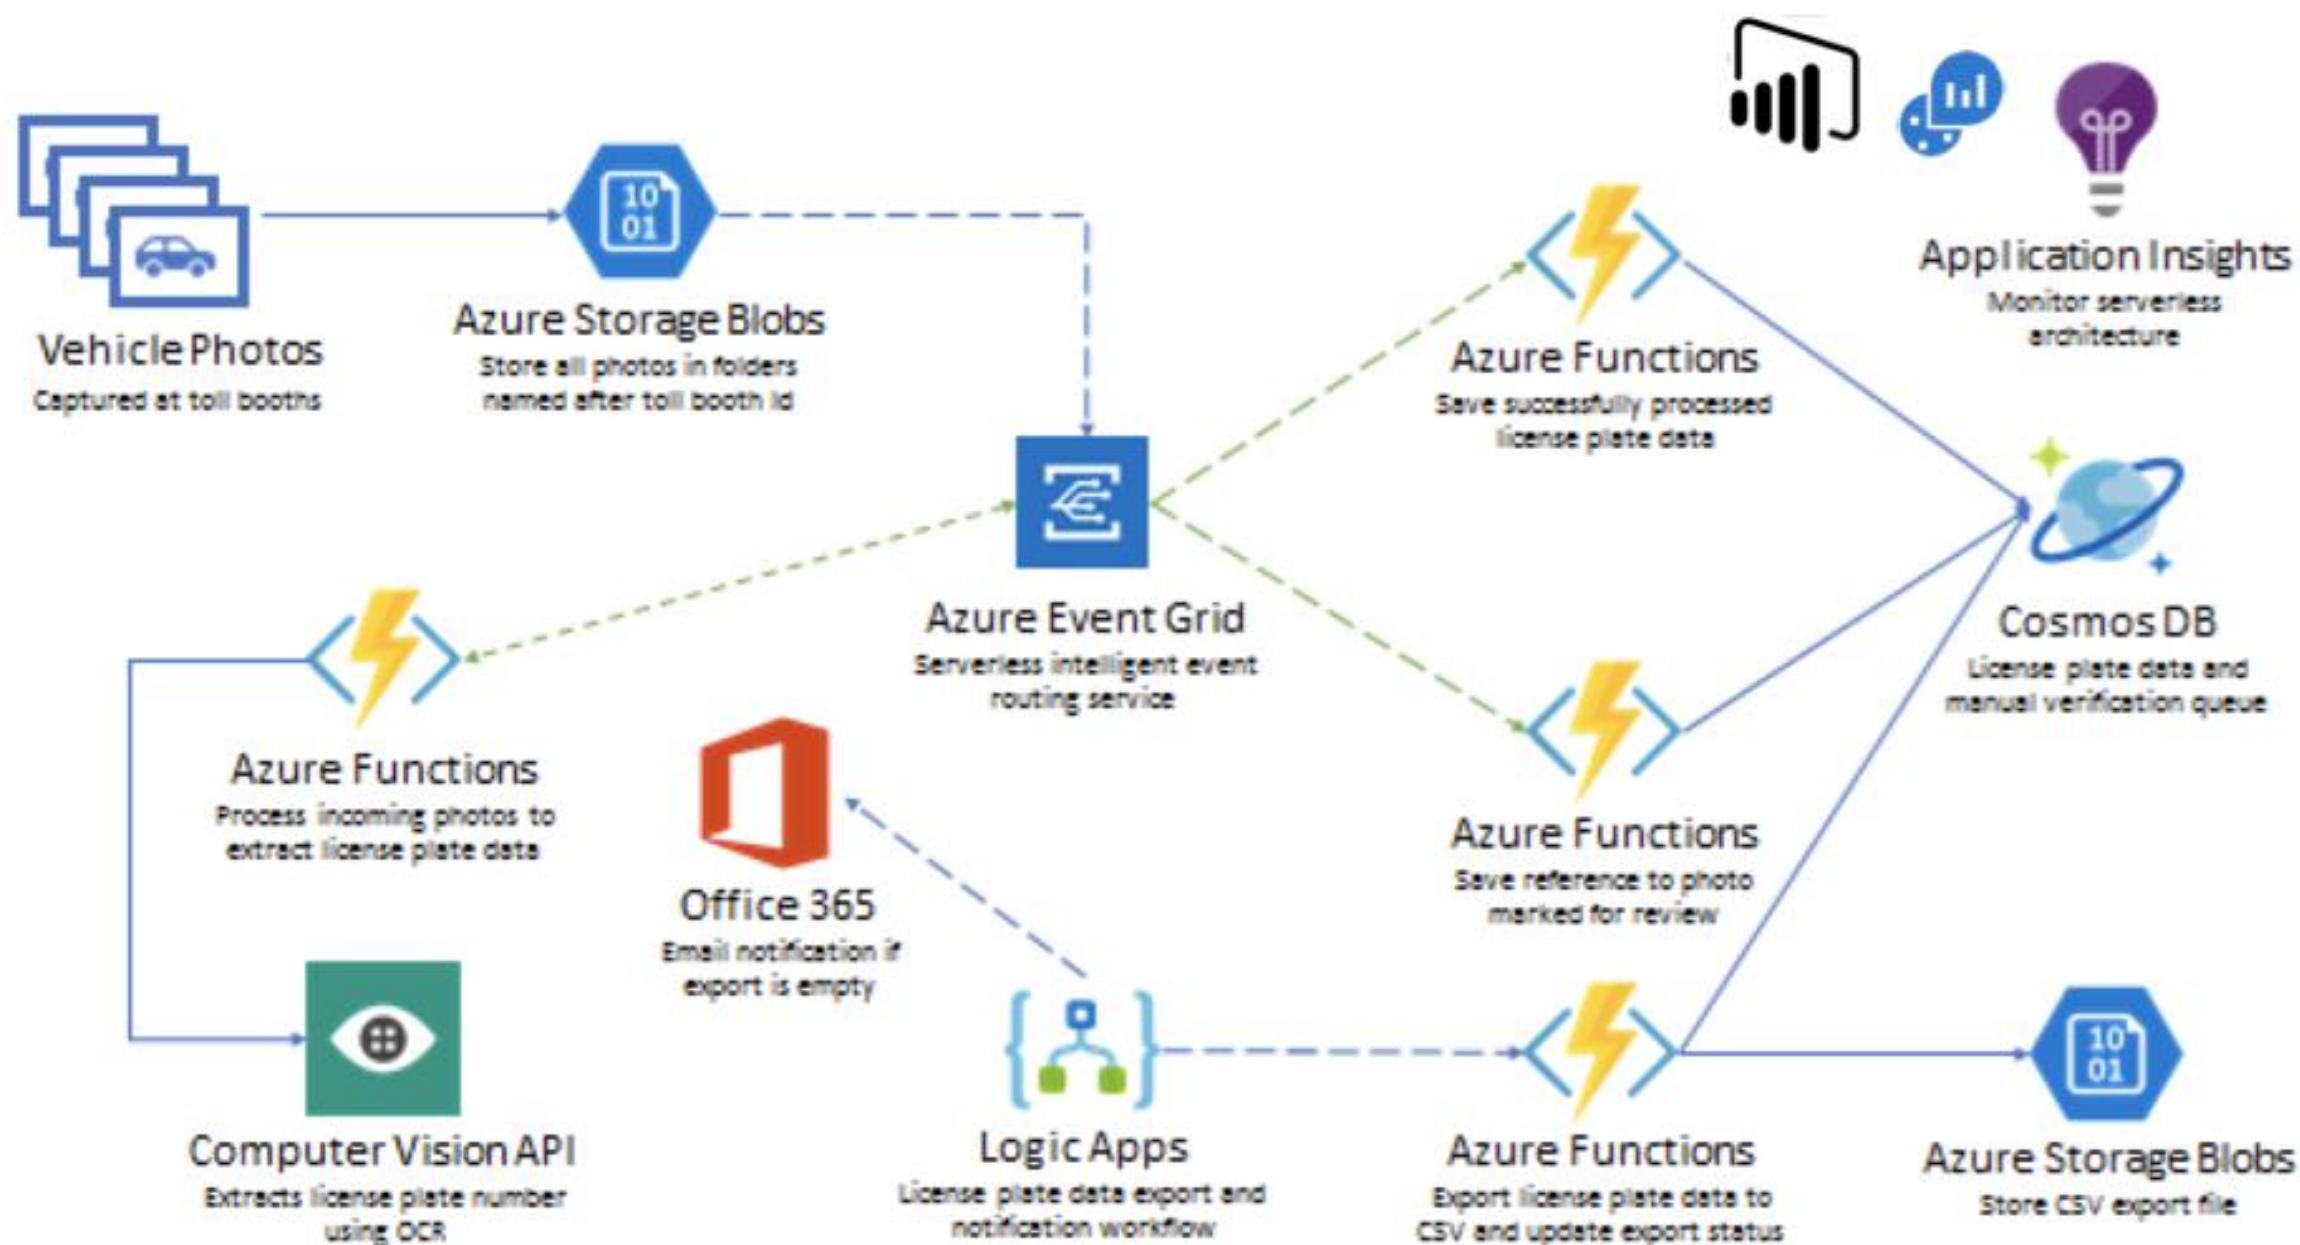 Vehicle Photos
Captured at toll booths
10
01
Azure Storage Blobs
Store all photos in folders
named after toll booth Id
Azure Event Grid
Serverless intelligent event
routing service
Azure Functions
Save successfully processed
license plate data
Application Insights
Monitor serverless
architecture
Cosmos DB
License plate data and
manual verification queue
Azure Functions
Process incoming photos to
extract license plate data
Office 365
Email notification if
export is empty
Azure Functions
Save reference to photo
marked for review
Computer Vision API
Extracts license plate number
using OCR
Logic Apps
License plate data export and
notification workflow
Azure Functions
Export license plate data to
CSV and update export status
10
01
Azure Storage Blobs
Store CSV export file